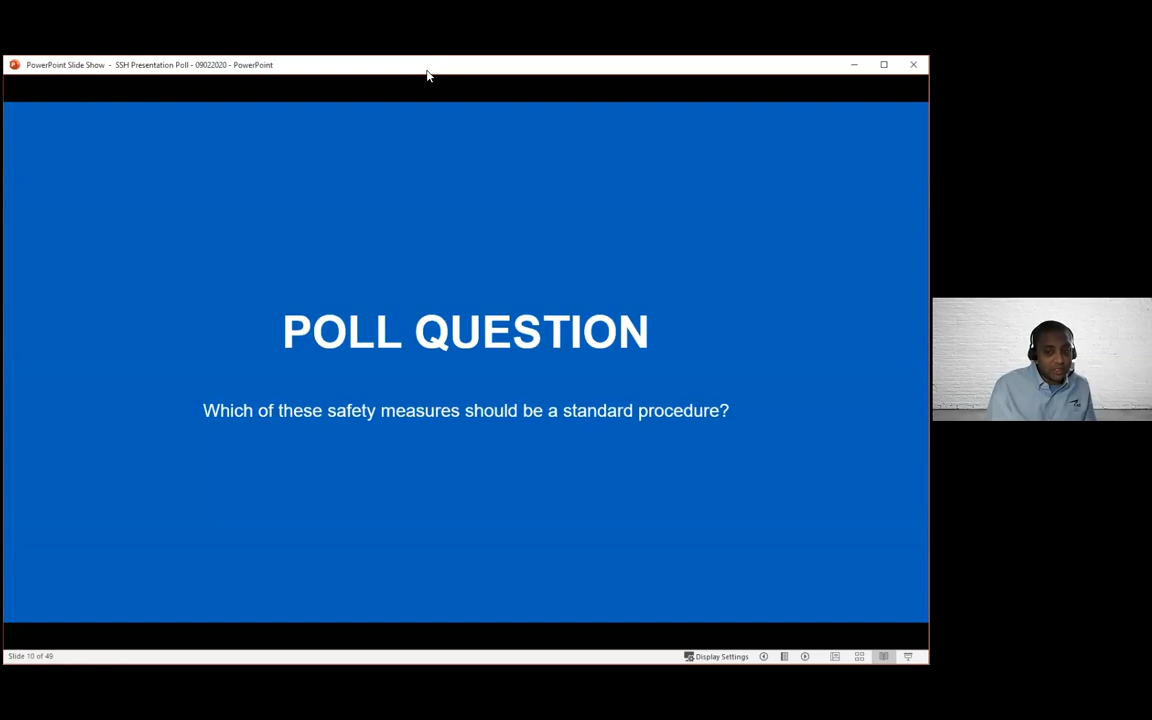 PowerPoint Slide Show - SSH Presentation Poll - 09022020 - PowerPoint
POLL QUESTION
Which of these safety measures should be a standard procedure?
Slide 10 of 49
Display Settings